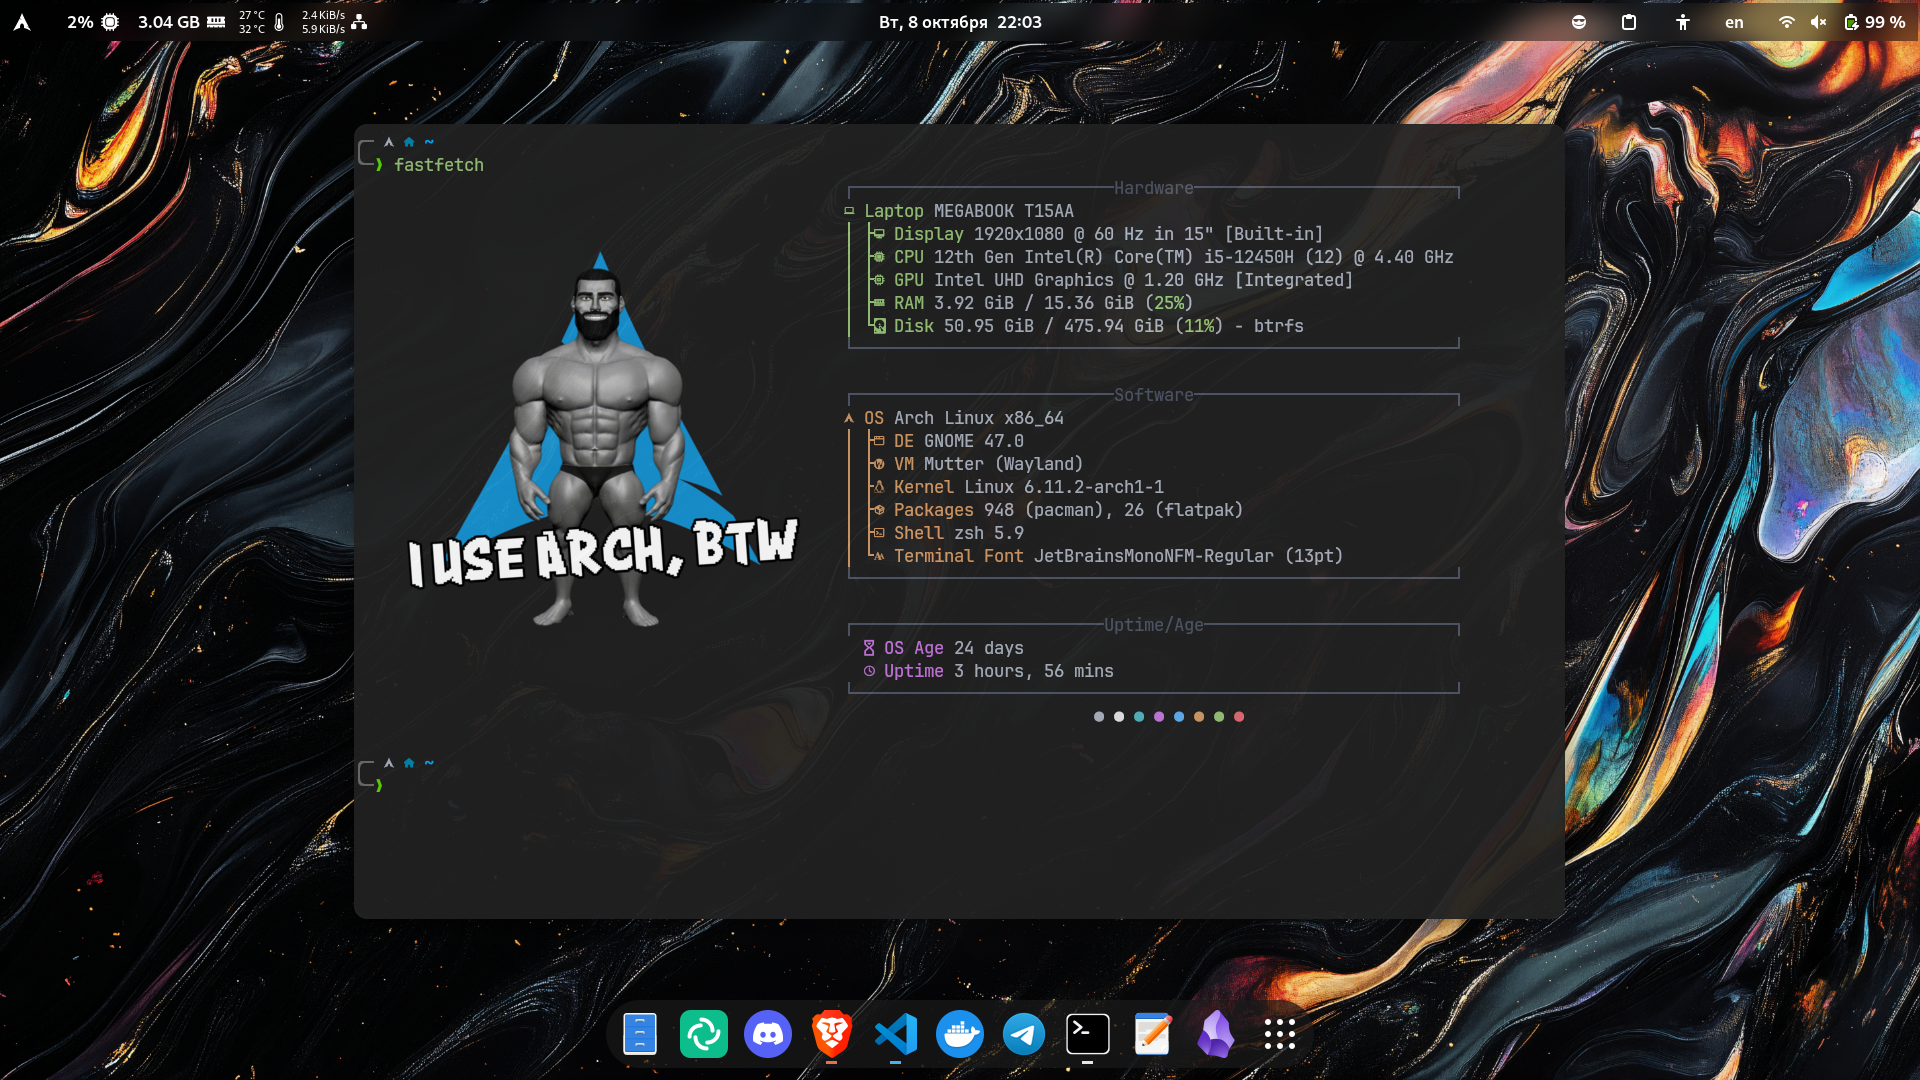 2% 3.04 GB 27 °C 2.4 KiB/s
32 °C 5.9 KiB/s
Вт, 8 октября 22:03
en 99 %
~
fastfetch
Hardware
Laptop MEGABOOK T15AA
Display 1920x1080 @ 60 Hz in 15" [Built-in]
CPU 12th Gen Intel(R) Core(TM) i5-12450H (12) @ 4.40 GHz
GPU Intel UHD Graphics @ 1.20 GHz [Integrated]
RAM 3.92 GiB / 15.36 GiB (25%)
Disk 50.95 GiB / 475.94 GiB (11%) - btrfs
I USE ARCH, BTW
Software
OS Arch Linux x86_64
DE GNOME 47.0
VM Mutter (Wayland)
Kernel Linux 6.11.2-arch1-1
Packages 948 (pacman), 26 (flatpak)
Shell zsh 5.9
Terminal Font JetBrainsMonoNFM-Regular (13pt)
Uptime/Age
OS Age 24 days
Uptime 3 hours, 56 mins
~